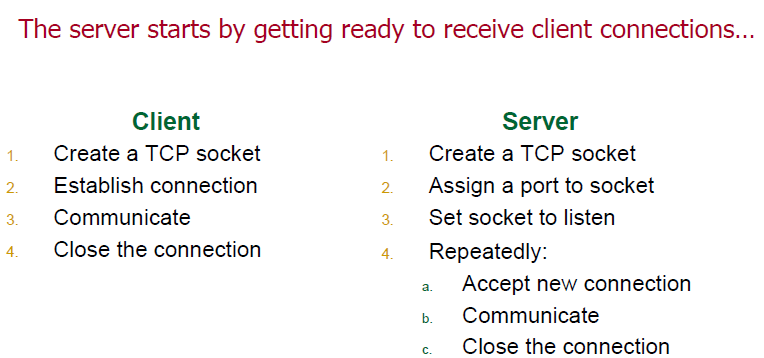 The server starts by getting ready to receive client connections...
Client
1. Create a TCP socket
2. Establish connection
3. Communicate
4. Close the connection
Server
1. Create a TCP socket
2. Assign a port to socket
3. Set socket to listen
4. Repeatedly:
a. Accept new connection
b. Communicate
c. Close the connection